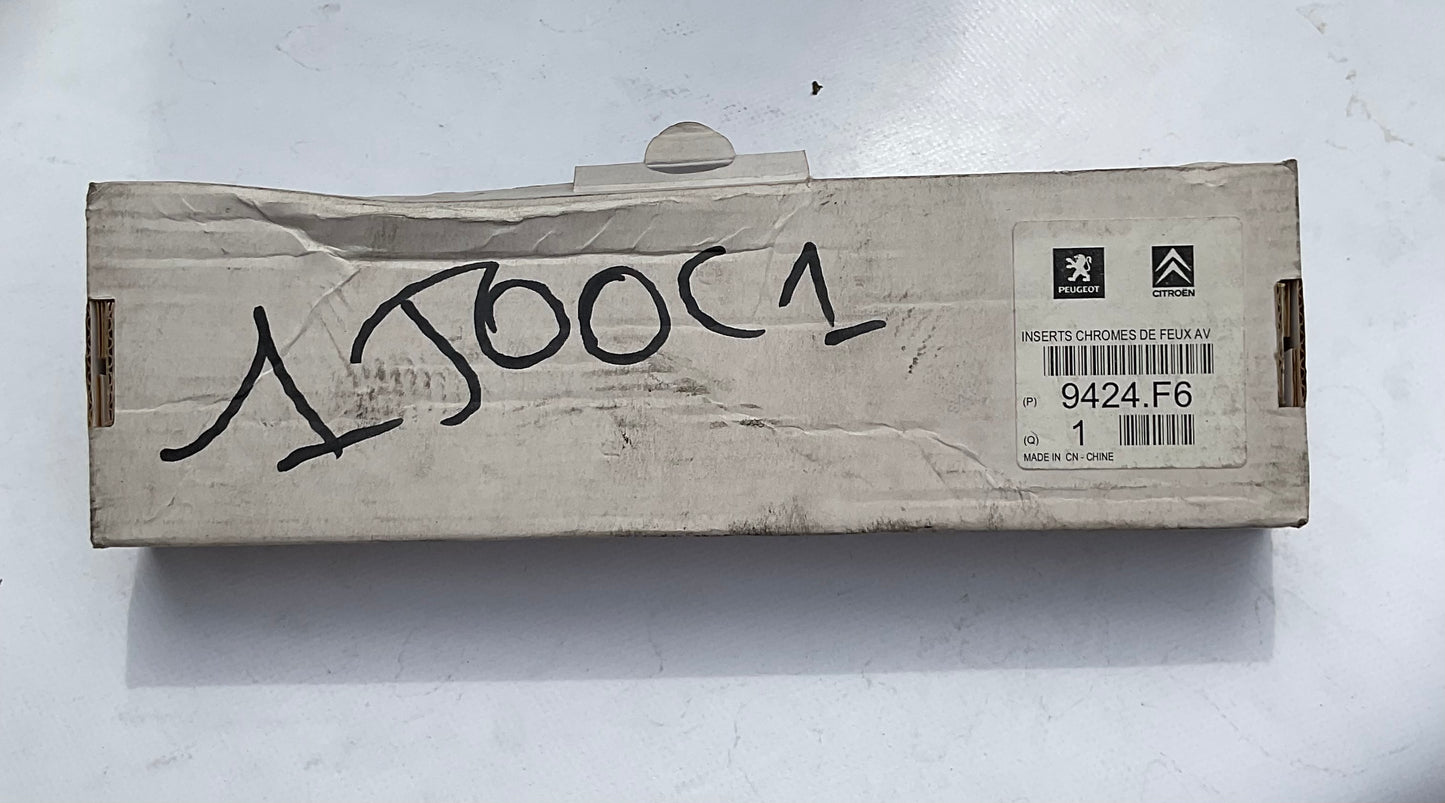 1J00C1
PEUGEOT
CITROËN
INSERTS CHROMES DE FEUX AV
(P) 9424.F6
(Q) 1
MADE IN CN - CHINE